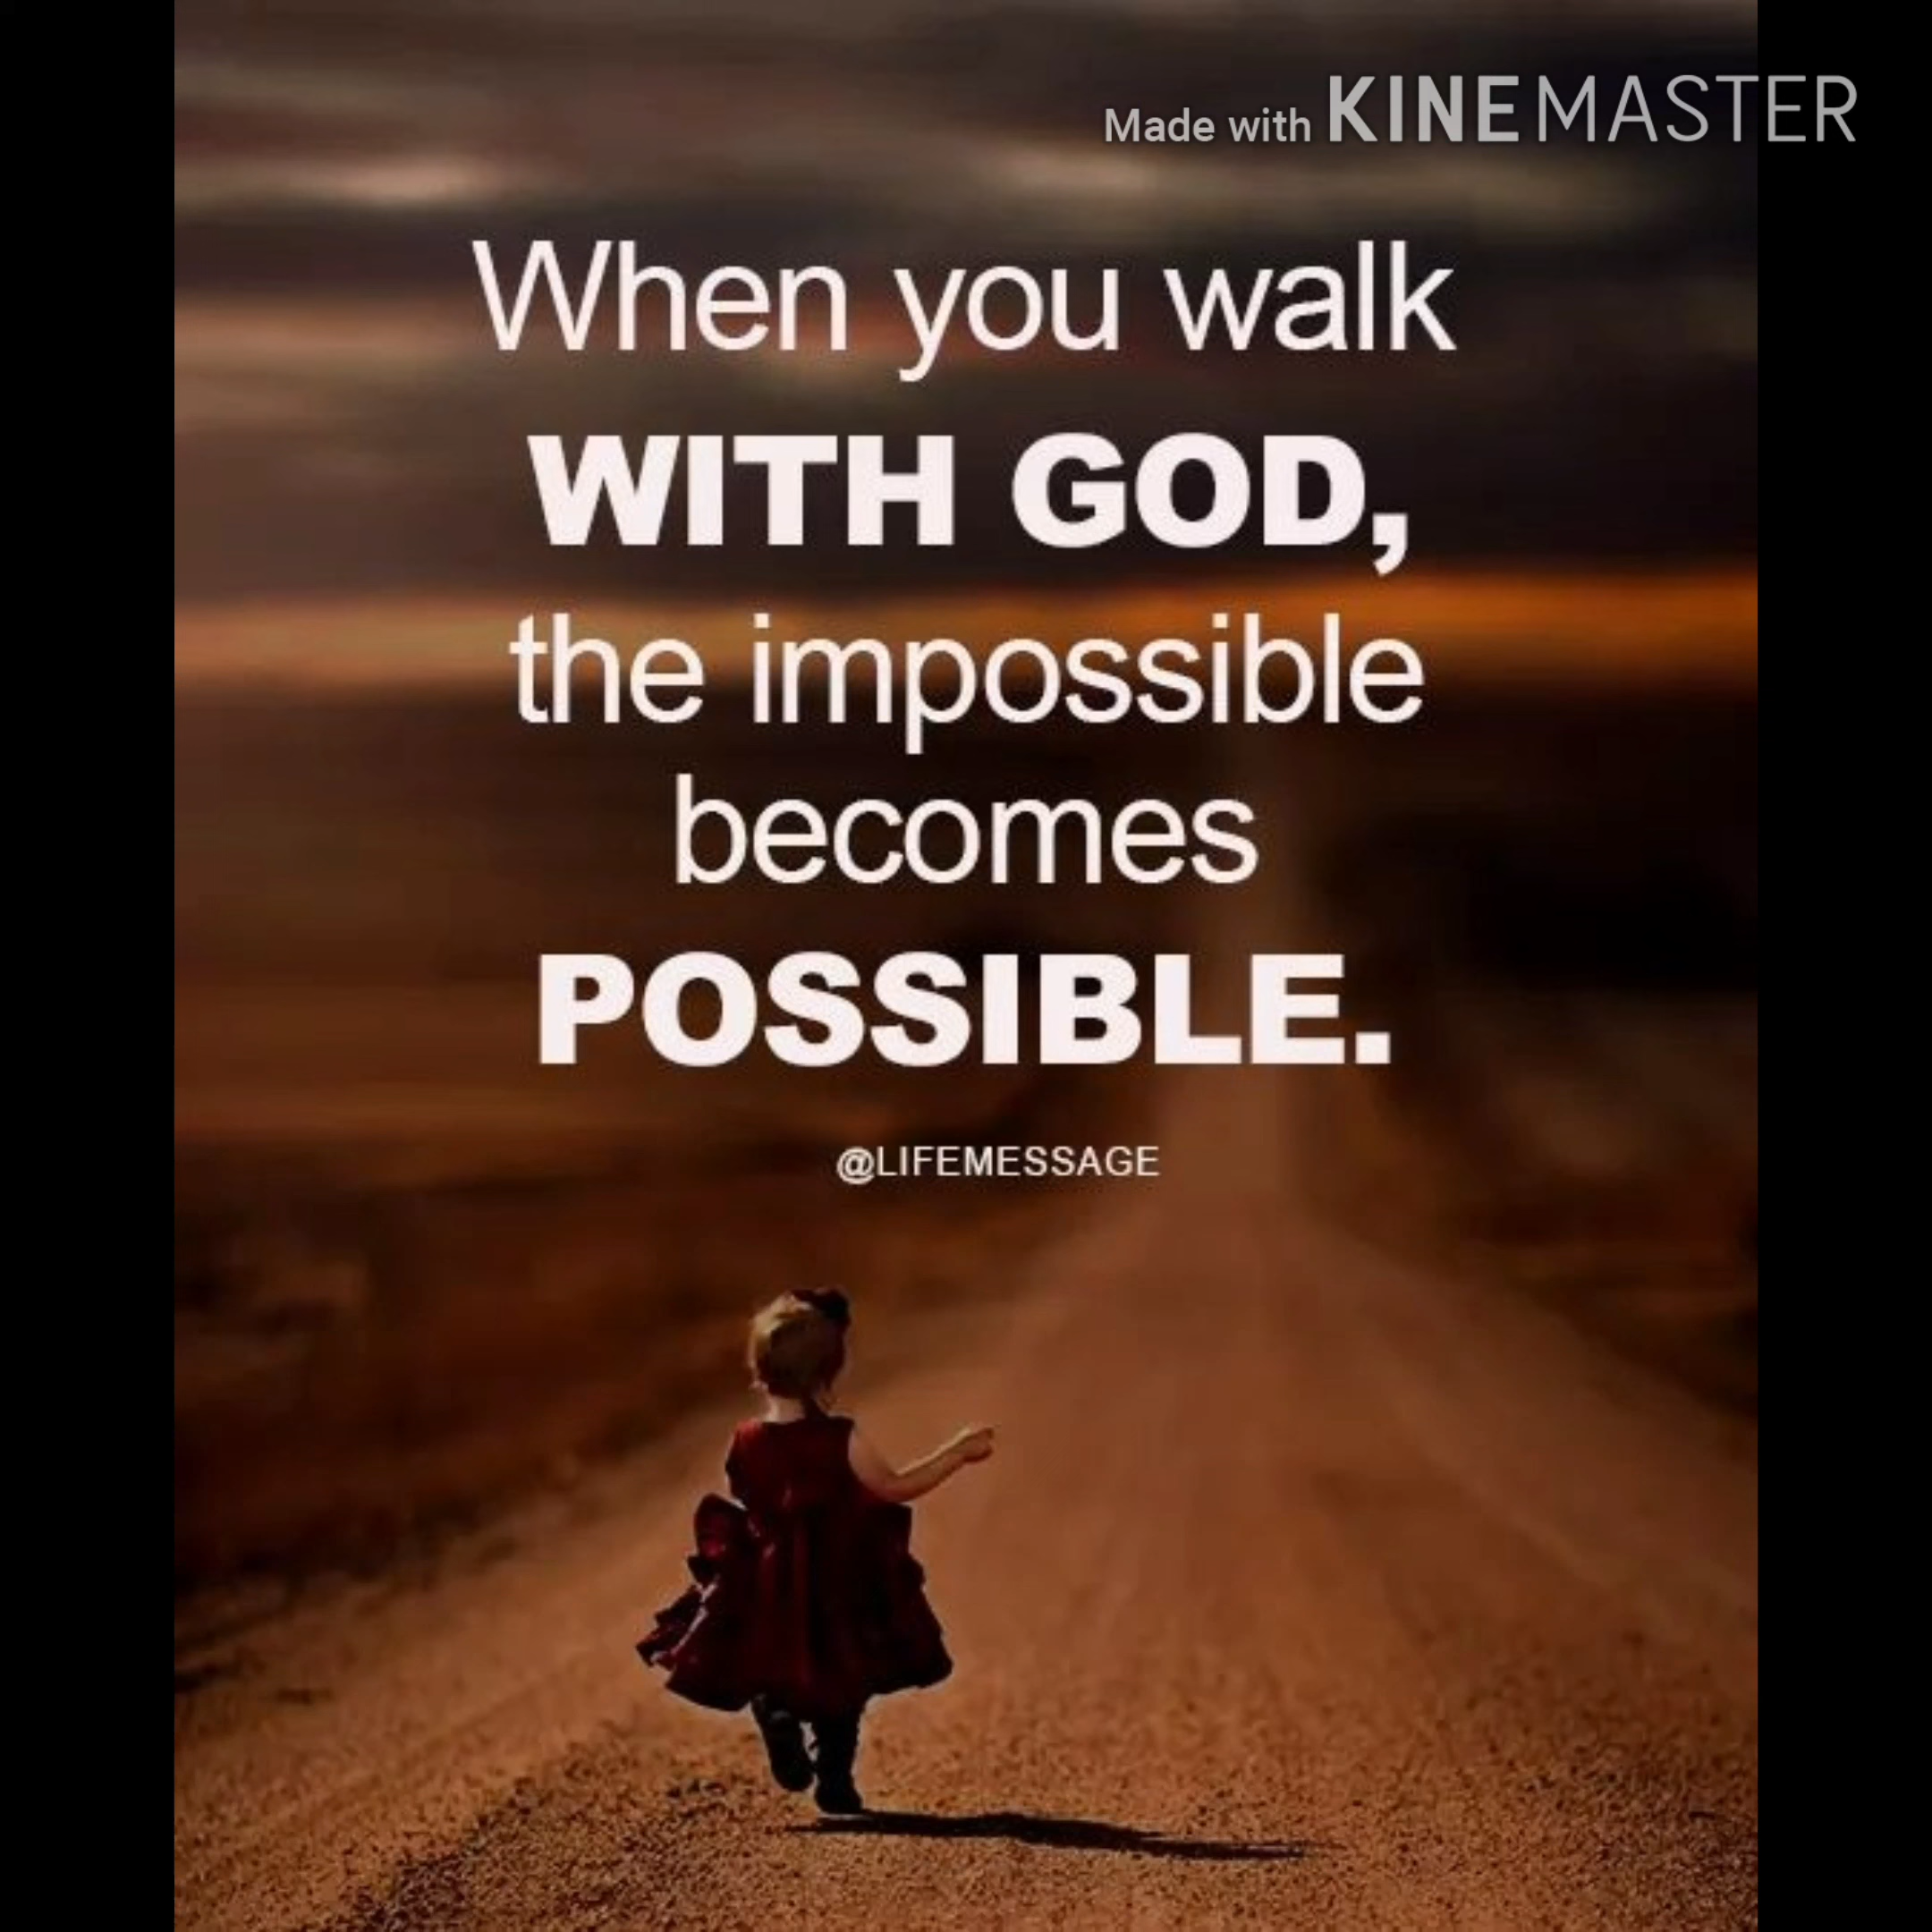 Made with KINEMASTER
When you walk
WITH GOD,
the impossible
becomes
POSSIBLE.
@LIFEMESSAGE